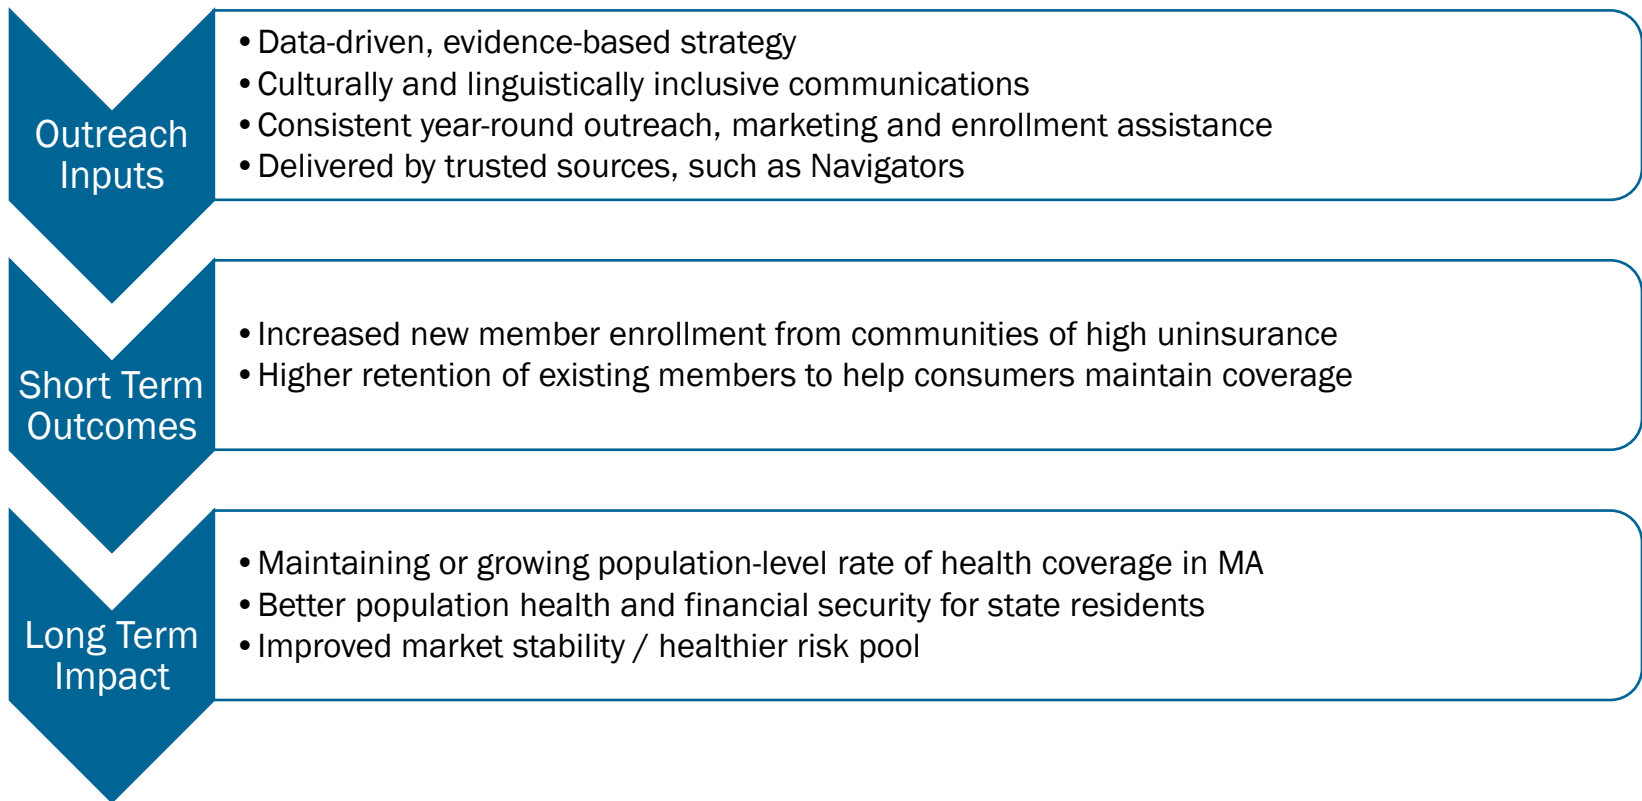 Outreach
Inputs
• Data-driven, evidence-based strategy
• Culturally and linguistically inclusive communications
• Consistent year-round outreach, marketing and enrollment assistance
• Delivered by trusted sources, such as Navigators
Short Term
Outcomes
• Increased new member enrollment from communities of high uninsurance
• Higher retention of existing members to help consumers maintain coverage
Long Term
Impact
• Maintaining or growing population-level rate of health coverage in MA
• Better population health and financial security for state residents
• Improved market stability / healthier risk pool